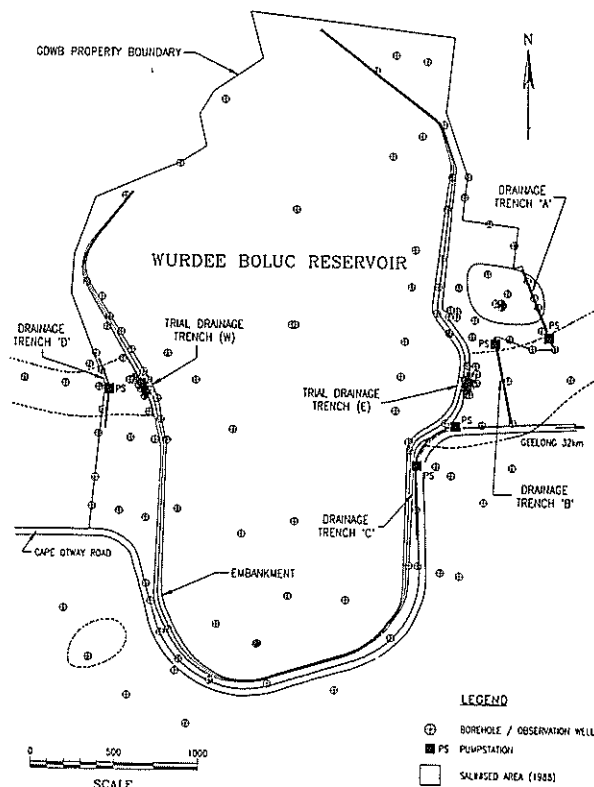 GDWB PROPERTY BOUNDARY
N
DRAINAGE
TRENCH 'A'
WURDEE BOLUC RESERVOIR
DRAINAGE
TRENCH 'D'
TRIAL DRAINAGE
TRENCH (W)
PS
PS
PS
TRIAL DRAINAGE
TRENCH (E)
PS
GEELONG 32km
PS
DRAINAGE
TRENCH 'B'
DRAINAGE
TRENCH 'C'
CAPE OTWAY ROAD
EMBANKMENT
LEGEND
BOREHOLE / OBSERVATION WELL
PS PUMPSTATION
SALINISED AREA (1988)
0 500 1000
SCALE